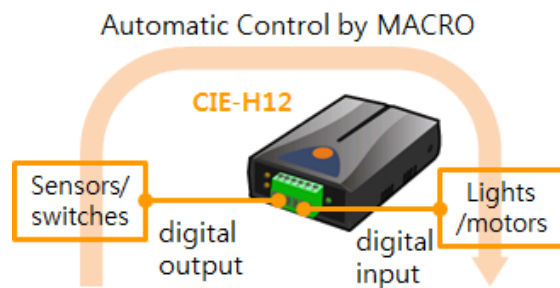 Automatic Control by MACRO
CIE-H12
Sensors/
switches
digital
output
digital
input
Lights
/motors